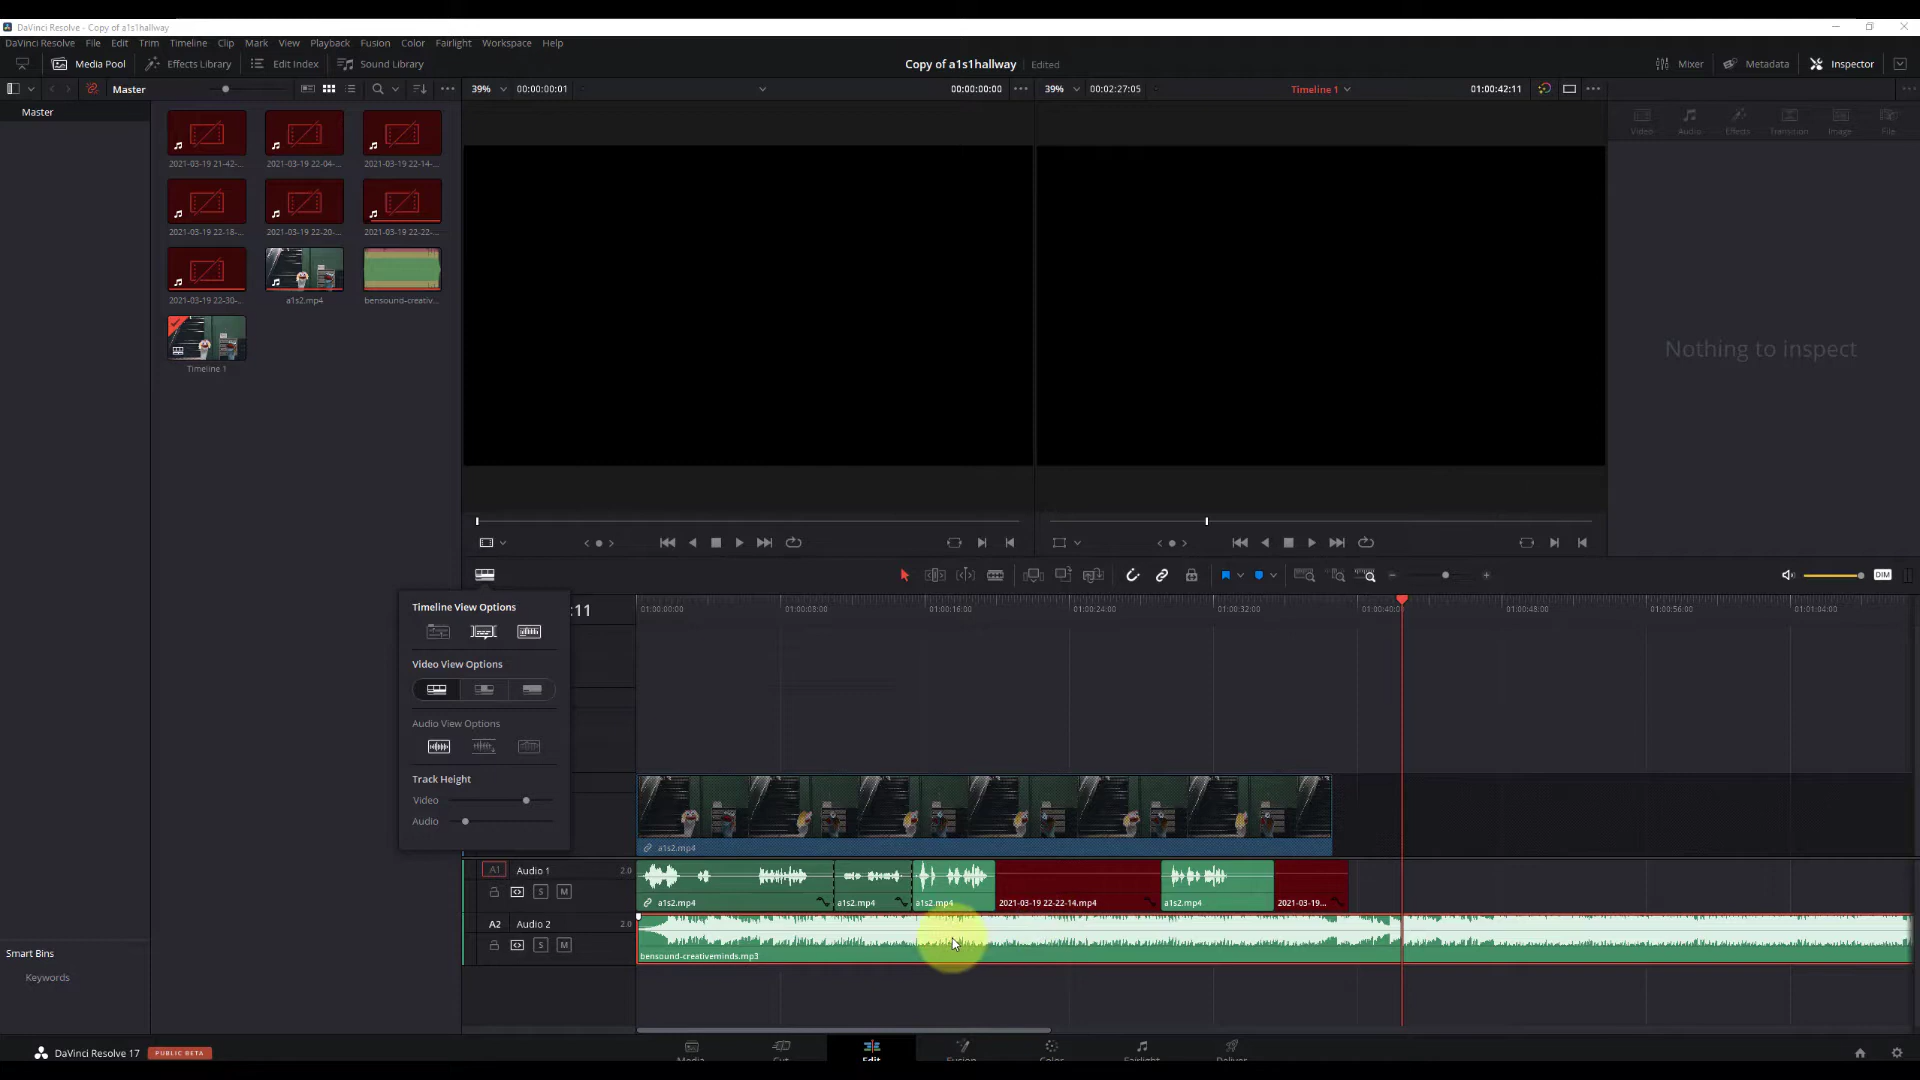 DaVinci Resolve - Copy of a1s1hallway
DaVinci Resolve File Edit Trim Timeline Clip Mark View Playback Fusion Color Fairlight Workspace Help
Media Pool Effects Library Edit Index Sound Library Copy of a1s1hallway Edited Mixer Metadata Inspector
Master 39% 00:00:00:01 00:00:00:00 39% 00:02:27:05 Timeline 1 01:00:42:11
Master
Video Audio Effects Transition Image File
2021-03-19 21-42-... 2021-03-19 22-04-... 2021-03-19 22-14-...
2021-03-19 22-18-... 2021-03-19 22-20-... 2021-03-19 22-22-...
2021-03-19 22-30-... a1s2.mp4 bensound-creativ...
Timeline 1
Nothing to inspect
DIM
Timeline View Options
:11
01:00:00:00 01:00:08:00 01:00:16:00 01:00:24:00 01:00:32:00 01:00:40:00 01:00:48:00 01:00:56:00 01:01:04:00
Video View Options
Audio View Options
Track Height
Video
Audio
a1s2.mp4
A1 Audio 1 2.0
S M
a1s2.mp4 a1s2.mp4 a1s2.mp4 2021-03-19 22-22-14.mp4 a1s2.mp4 2021-03-19...
A2 Audio 2 2.0
S M
bensound-creativeminds.mp3
Smart Bins
Keywords
DaVinci Resolve 17 PUBLIC BETA
Media Cut Edit Fusion Color Fairlight Deliver